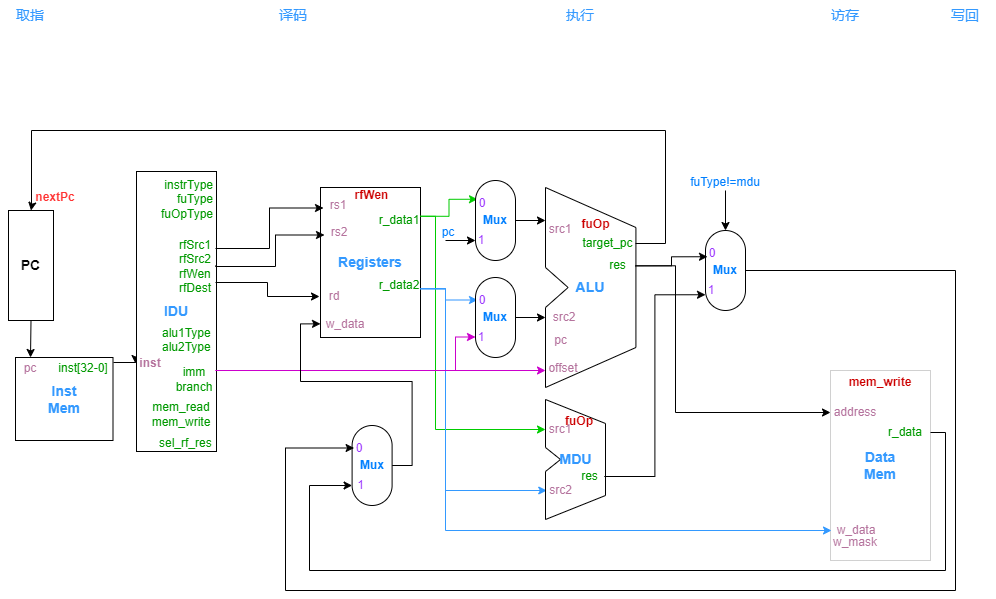 取指
译码
执行
访存
写回
nextPc
PC
pc
inst[32-0]
Inst
Mem
instrType
fuType
fuOpType
rfSrc1
rfSrc2
rfWen
rfDest
IDU
alu1Type
alu2Type
inst
imm
branch
mem_read
mem_write
sel_rf_res
rfWen
rs1
r_data1
rs2
Registers
r_data2
rd
w_data
0
Mux
1
0
Mux
pc
1
0
Mux
1
fuOp
src1
target_pc
res
ALU
src2
pc
offset
fuOp
src1
MDU
res
src2
fuType!=mdu
0
Mux
1
mem_write
address
r_data
Data
Mem
w_data
w_mask